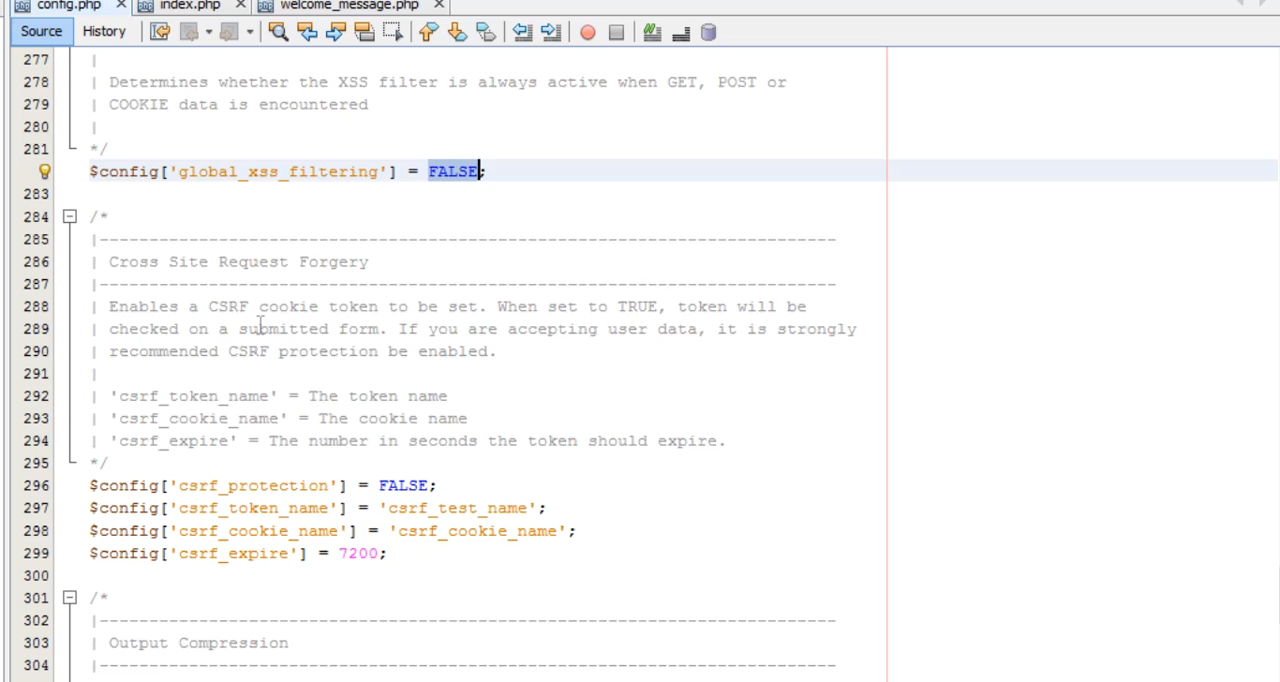 config.php index.php welcome_message.php
Source History
277 |
278 | Determines whether the XSS filter is always active when GET, POST or
279 | COOKIE data is encountered
280 |
281 */
$config['global_xss_filtering'] = FALSE;
283
284 /*
285 |--------------------------------------------------------------------------
286 | Cross Site Request Forgery
287 |--------------------------------------------------------------------------
288 | Enables a CSRF cookie token to be set. When set to TRUE, token will be
289 | checked on a submitted form. If you are accepting user data, it is strongly
290 | recommended CSRF protection be enabled.
291 |
292 | 'csrf_token_name' = The token name
293 | 'csrf_cookie_name' = The cookie name
294 | 'csrf_expire' = The number in seconds the token should expire.
295 */
296 $config['csrf_protection'] = FALSE;
297 $config['csrf_token_name'] = 'csrf_test_name';
298 $config['csrf_cookie_name'] = 'csrf_cookie_name';
299 $config['csrf_expire'] = 7200;
300
301 /*
302 |--------------------------------------------------------------------------
303 | Output Compression
304 |--------------------------------------------------------------------------